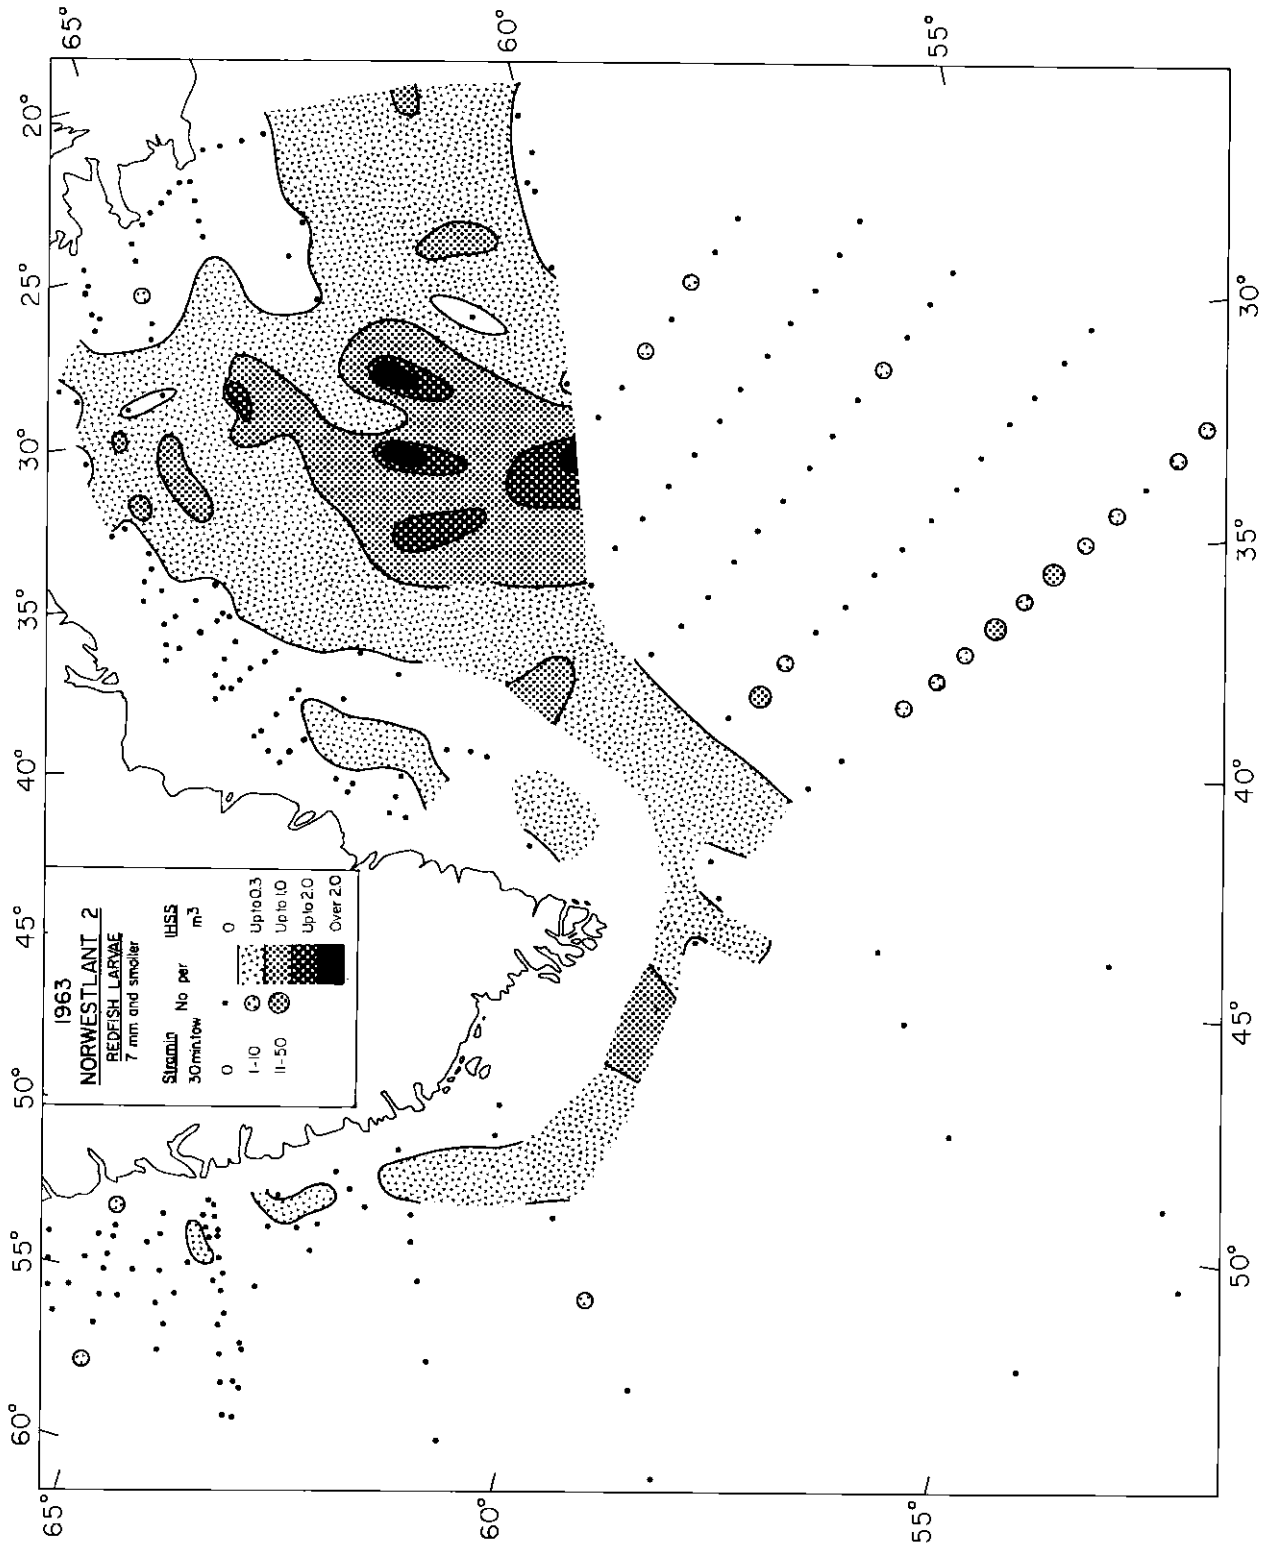 1963
NORWESTLANT 2
REDFISH LARVAE
7 mm and smaller
Stramin No per IHSS
30 min.tow m3
0 0
1-10 Up to 0.3
11-50 Up to 1.0
Up to 2.0
Over 2.0
60° 55° 50° 45° 40° 35° 30° 25° 20°
65° 65°
60° 60°
55° 55°
50° 45° 40° 35° 30°